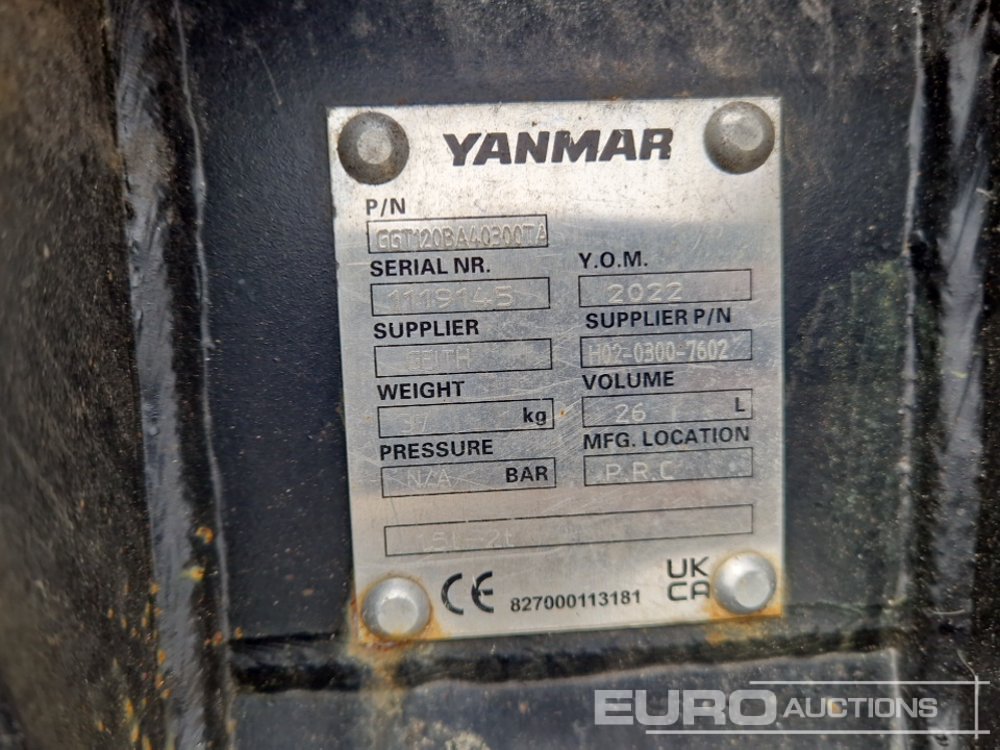 YANMAR
P/N
GGT120BA40300TA
SERIAL NR.
Y.O.M.
1119145
2022
SUPPLIER
SUPPLIER P/N
GEITH
H02-0300-7602
WEIGHT
VOLUME
37 kg
26 L
PRESSURE
MFG. LOCATION
N/A BAR
P.R.C
CE 827000113181 UK CA
EURO AUCTIONS